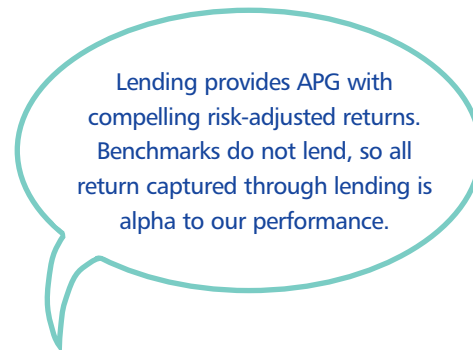 Lending provides APG with
compelling risk-adjusted returns.
Benchmarks do not lend, so all
return captured through lending is
alpha to our performance.